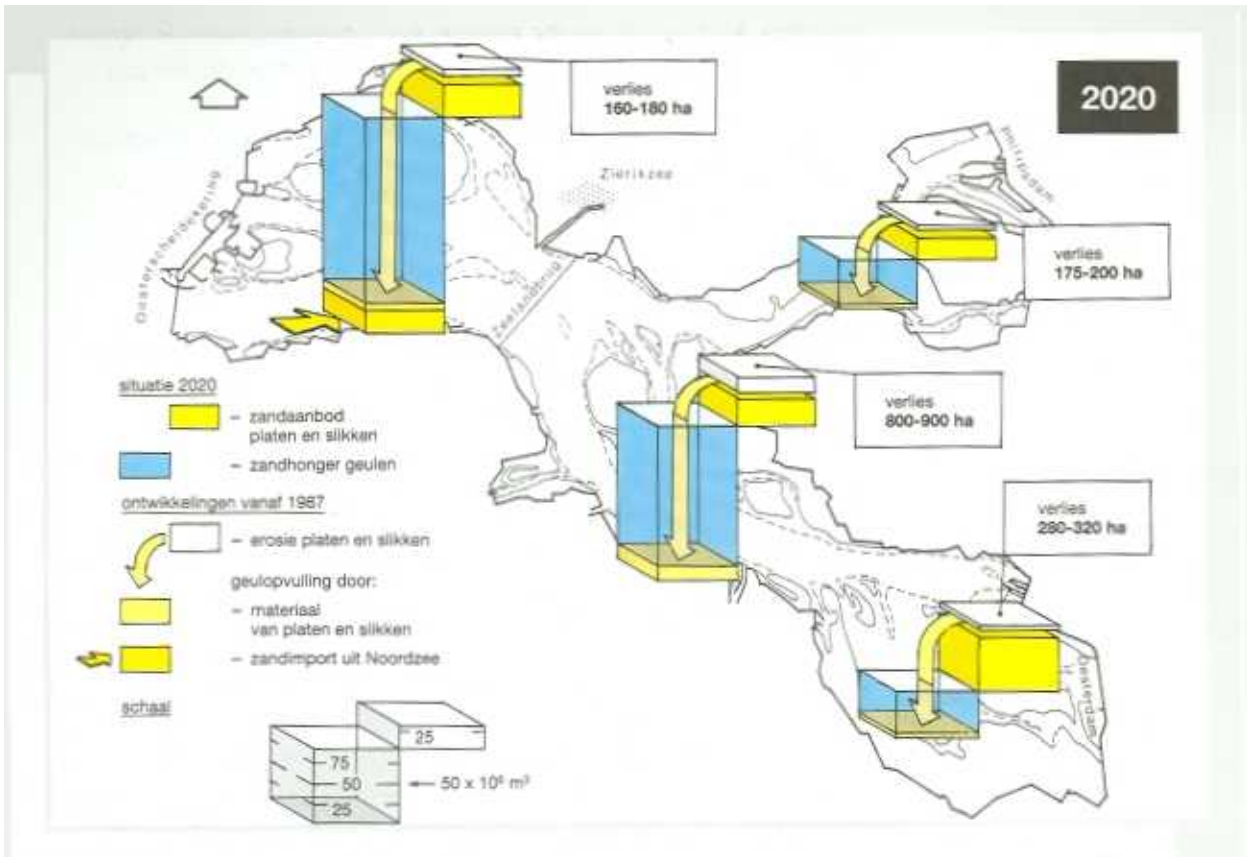 2020
verlies
160-180 ha
Oosterscheldekering
Zierikzee
Philipsdam
verlies
175-200 ha
Zeelandbrug
verlies
800-900 ha
verlies
280-320 ha
Oesterdam
situatie 2020
– zandaanbod
platen en slikken
– zandhonger geulen
ontwikkelingen vanaf 1987
– erosie platen en slikken
geulopvulling door:
– materiaal
van platen en slikken
– zandimport uit Noordzee
schaal
25
75
50
25
50 x 10⁶ m³